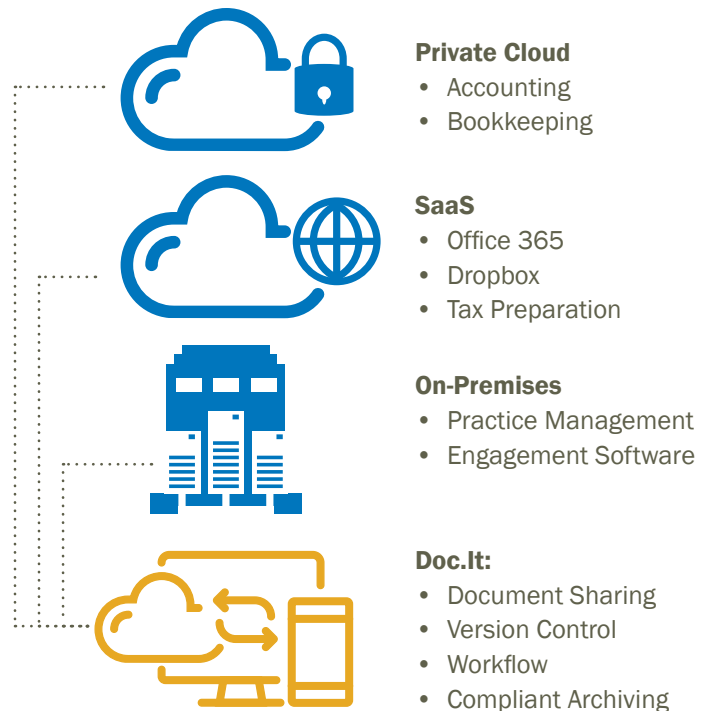 Private Cloud
• Accounting
• Bookkeeping
SaaS
• Office 365
• Dropbox
• Tax Preparation
On-Premises
• Practice Management
• Engagement Software
Doc.It:
• Document Sharing
• Version Control
• Workflow
• Compliant Archiving